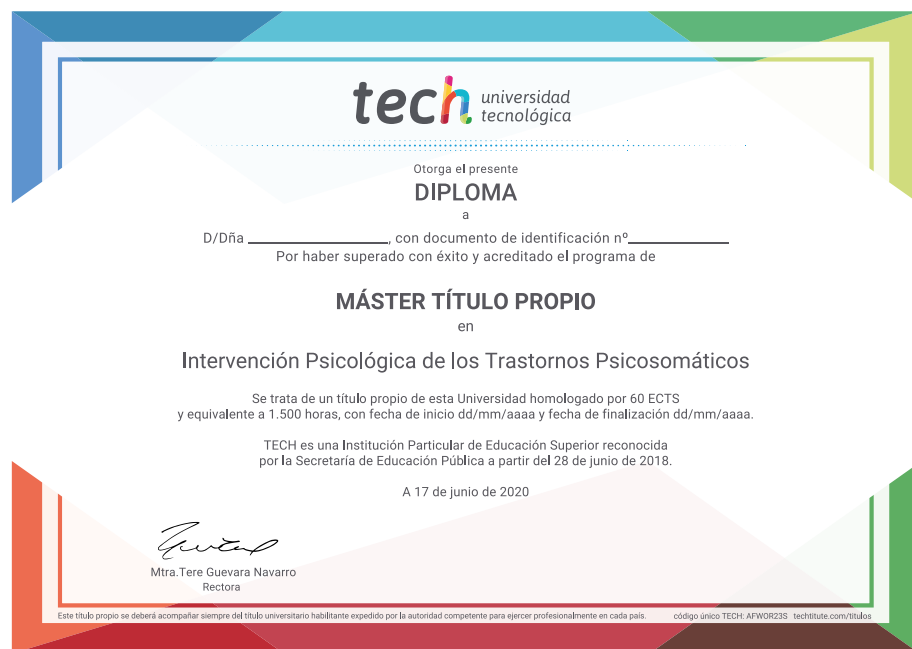 tech universidad
tecnológica
Otorga el presente
DIPLOMA
a
D/Dña ____________________, con documento de identificación nº______________
Por haber superado con éxito y acreditado el programa de
MÁSTER TÍTULO PROPIO
en
Intervención Psicológica de los Trastornos Psicosomáticos
Se trata de un título propio de esta Universidad homologado por 60 ECTS
y equivalente a 1.500 horas, con fecha de inicio dd/mm/aaaa y fecha de finalización dd/mm/aaaa.
TECH es una Institución Particular de Educación Superior reconocida
por la Secretaría de Educación Pública a partir del 28 de junio de 2018.
A 17 de junio de 2020
Mtra.Tere Guevara Navarro
Rectora
Este título propio se deberá acompañar siempre del título universitario habilitante expedido por la autoridad competente para ejercer profesionalmente en cada país. código único TECH: AFWOR23S techtitute.com/titulos